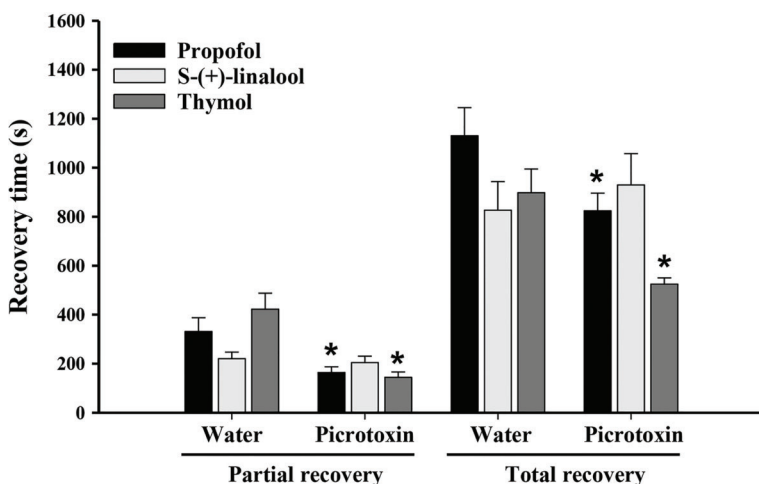 1600
1400
1200
1000
800
600
400
200
0
Recovery time (s)
Propofol
S-(+)-linalool
Thymol
* * * *
Water Picrotoxin Water Picrotoxin
Partial recovery Total recovery